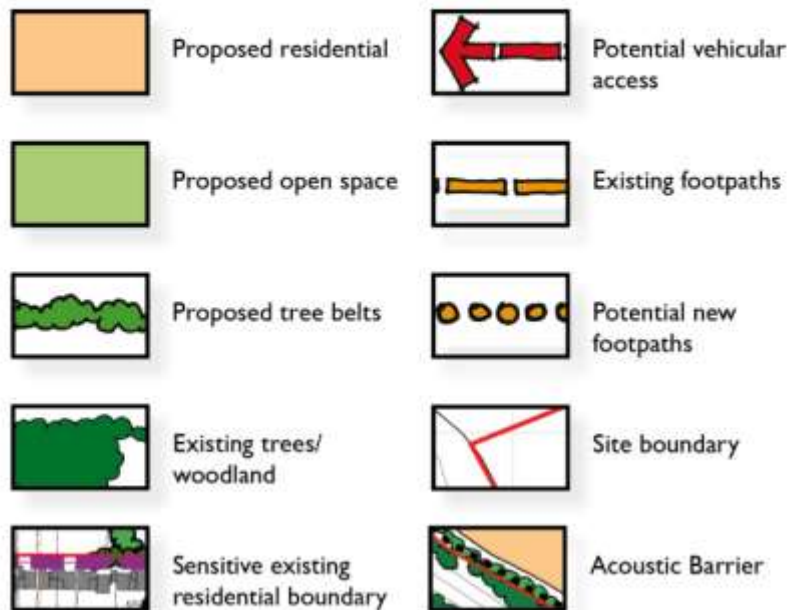 Proposed residential
Potential vehicular
access
Proposed open space
Existing footpaths
Proposed tree belts
Potential new
footpaths
Existing trees/
woodland
Site boundary
Sensitive existing
residential boundary
Acoustic Barrier